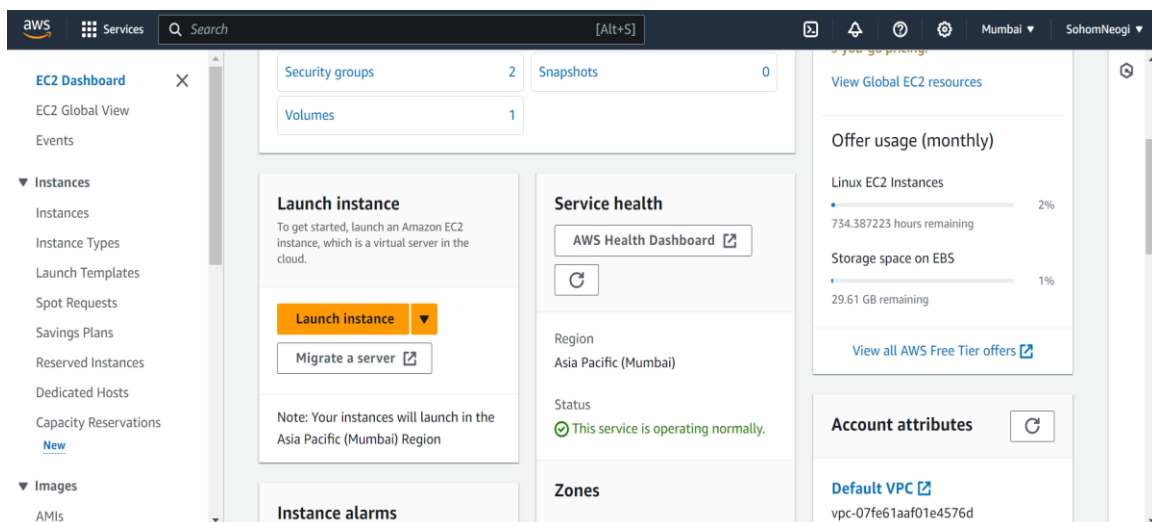 aws
Services
Search
[Alt+S]
Mumbai ▼
SohomNeogi ▼
EC2 Dashboard
EC2 Global View
Events
▼ Instances
Instances
Instance Types
Launch Templates
Spot Requests
Savings Plans
Reserved Instances
Dedicated Hosts
Capacity Reservations
New
▼ Images
AMIs
Security groups 2
Snapshots 0
Volumes 1
Launch instance
To get started, launch an Amazon EC2
instance, which is a virtual server in the
cloud.
Launch instance ▼
Migrate a server
Note: Your instances will launch in the
Asia Pacific (Mumbai) Region
Instance alarms
Service health
AWS Health Dashboard
Region
Asia Pacific (Mumbai)
Status
This service is operating normally.
Zones
View Global EC2 resources
Offer usage (monthly)
Linux EC2 Instances
2%
734.387223 hours remaining
Storage space on EBS
1%
29.61 GB remaining
View all AWS Free Tier offers
Account attributes
Default VPC
vpc-07fe61aaf01e4576d